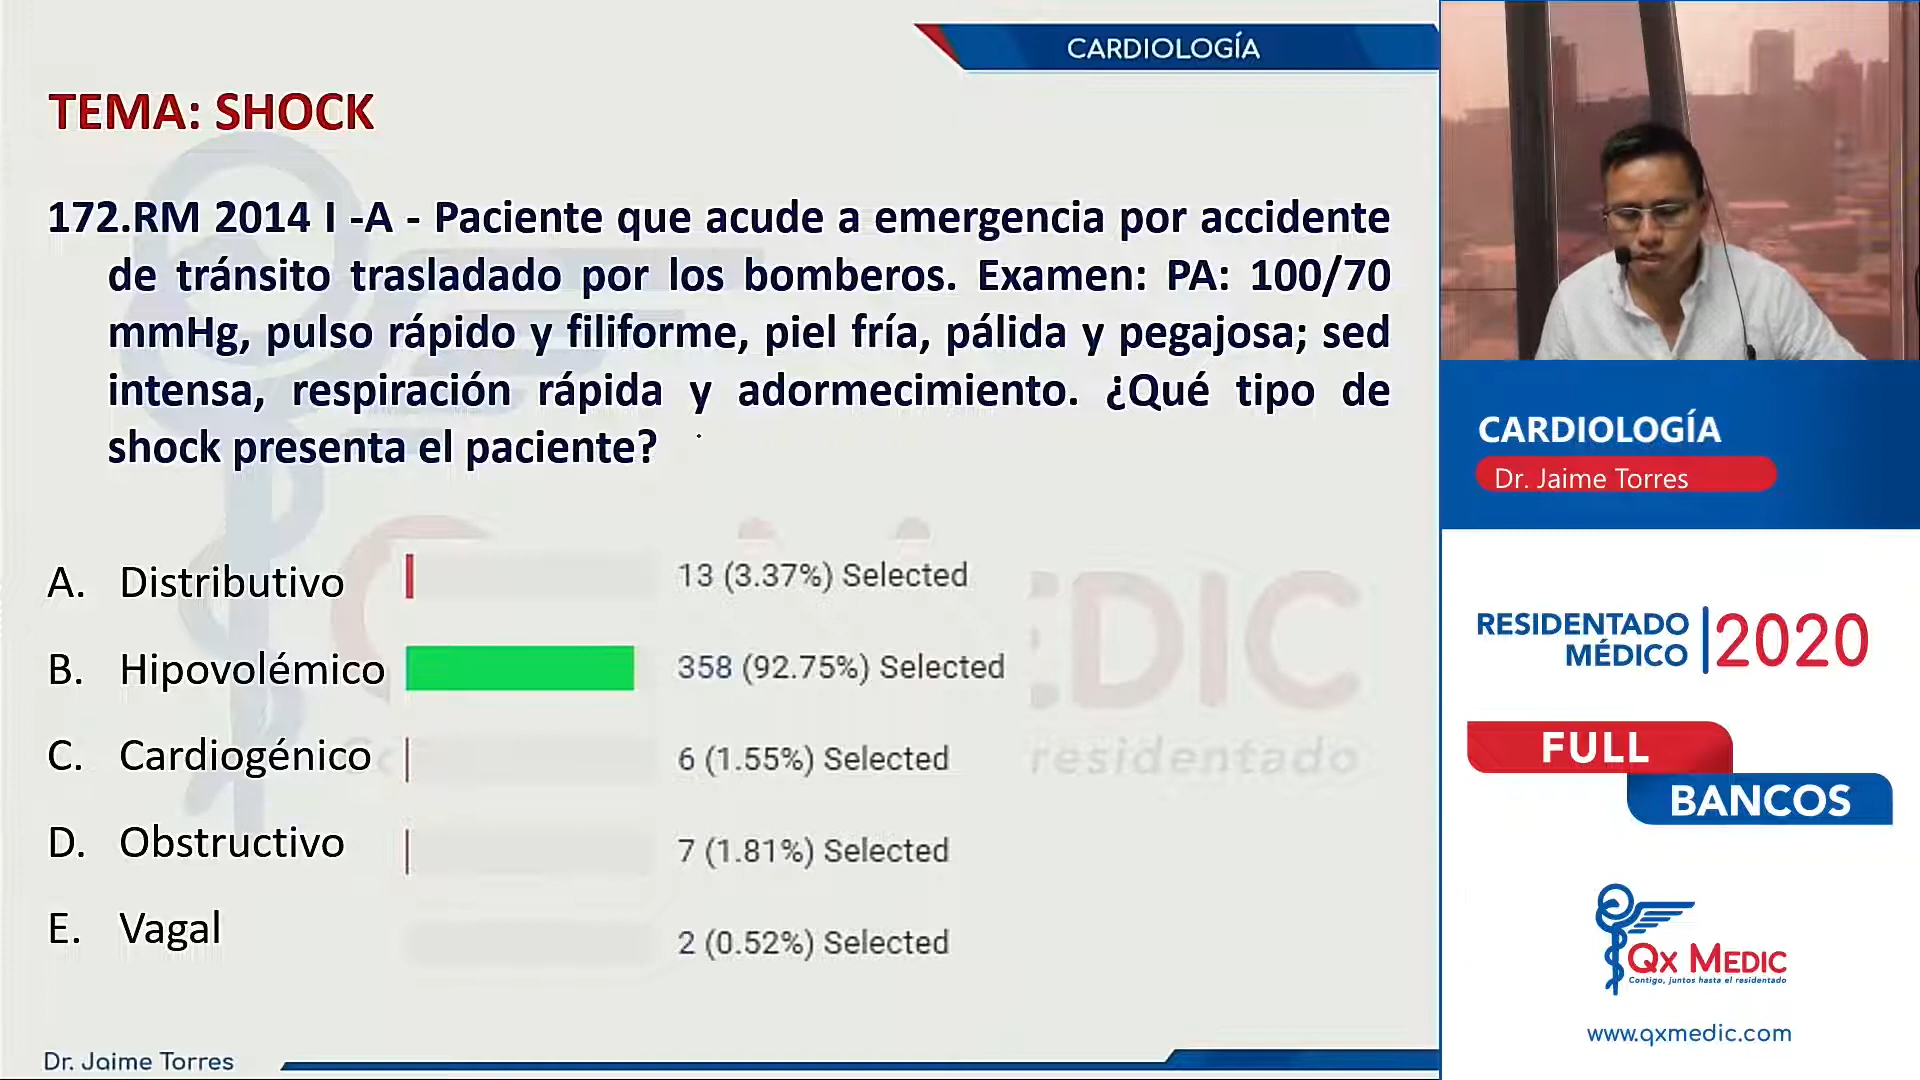 CARDIOLOGÍA
TEMA: SHOCK
172.RM 2014 I -A - Paciente que acude a emergencia por accidente
de tránsito trasladado por los bomberos. Examen: PA: 100/70
mmHg, pulso rápido y filiforme, piel fría, pálida y pegajosa; sed
intensa, respiración rápida y adormecimiento. ¿Qué tipo de
shock presenta el paciente?
A. Distributivo 13 (3.37%) Selected
B. Hipovolémico 358 (92.75%) Selected
C. Cardiogénico 6 (1.55%) Selected
D. Obstructivo 7 (1.81%) Selected
E. Vagal 2 (0.52%) Selected
EDIC
residentado
Dr. Jaime Torres
CARDIOLOGÍA
Dr. Jaime Torres
RESIDENTADO
MÉDICO 2020
FULL
BANCOS
QX MEDIC
Contigo, juntos hasta el residentado
www.qxmedic.com